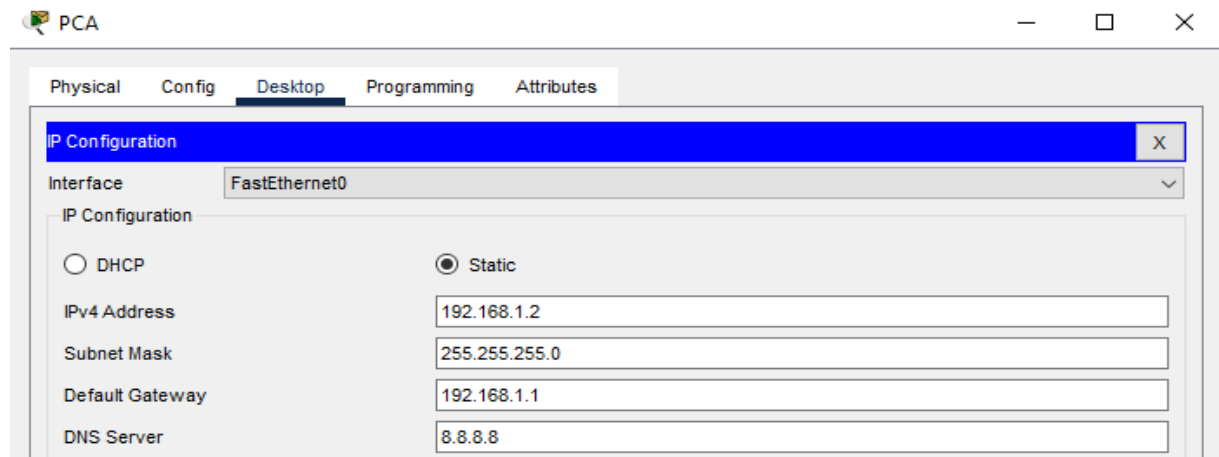 PCA
Physical Config Desktop Programming Attributes
IP Configuration X
Interface FastEthernet0
IP Configuration
DHCP Static
IPv4 Address 192.168.1.2
Subnet Mask 255.255.255.0
Default Gateway 192.168.1.1
DNS Server 8.8.8.8